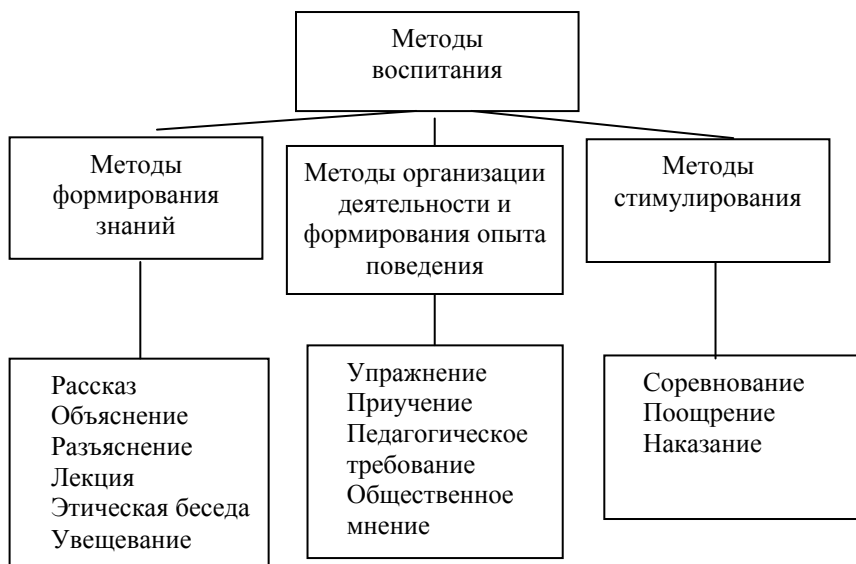 Методы
воспитания
Методы
формирования
знаний
Методы организации
деятельности и
формирования опыта
поведения
Методы
стимулирования
Рассказ
Объяснение
Разъяснение
Лекция
Этическая беседа
Увещевание
Упражнение
Приучение
Педагогическое
требование
Общественное
мнение
Соревнование
Поощрение
Наказание